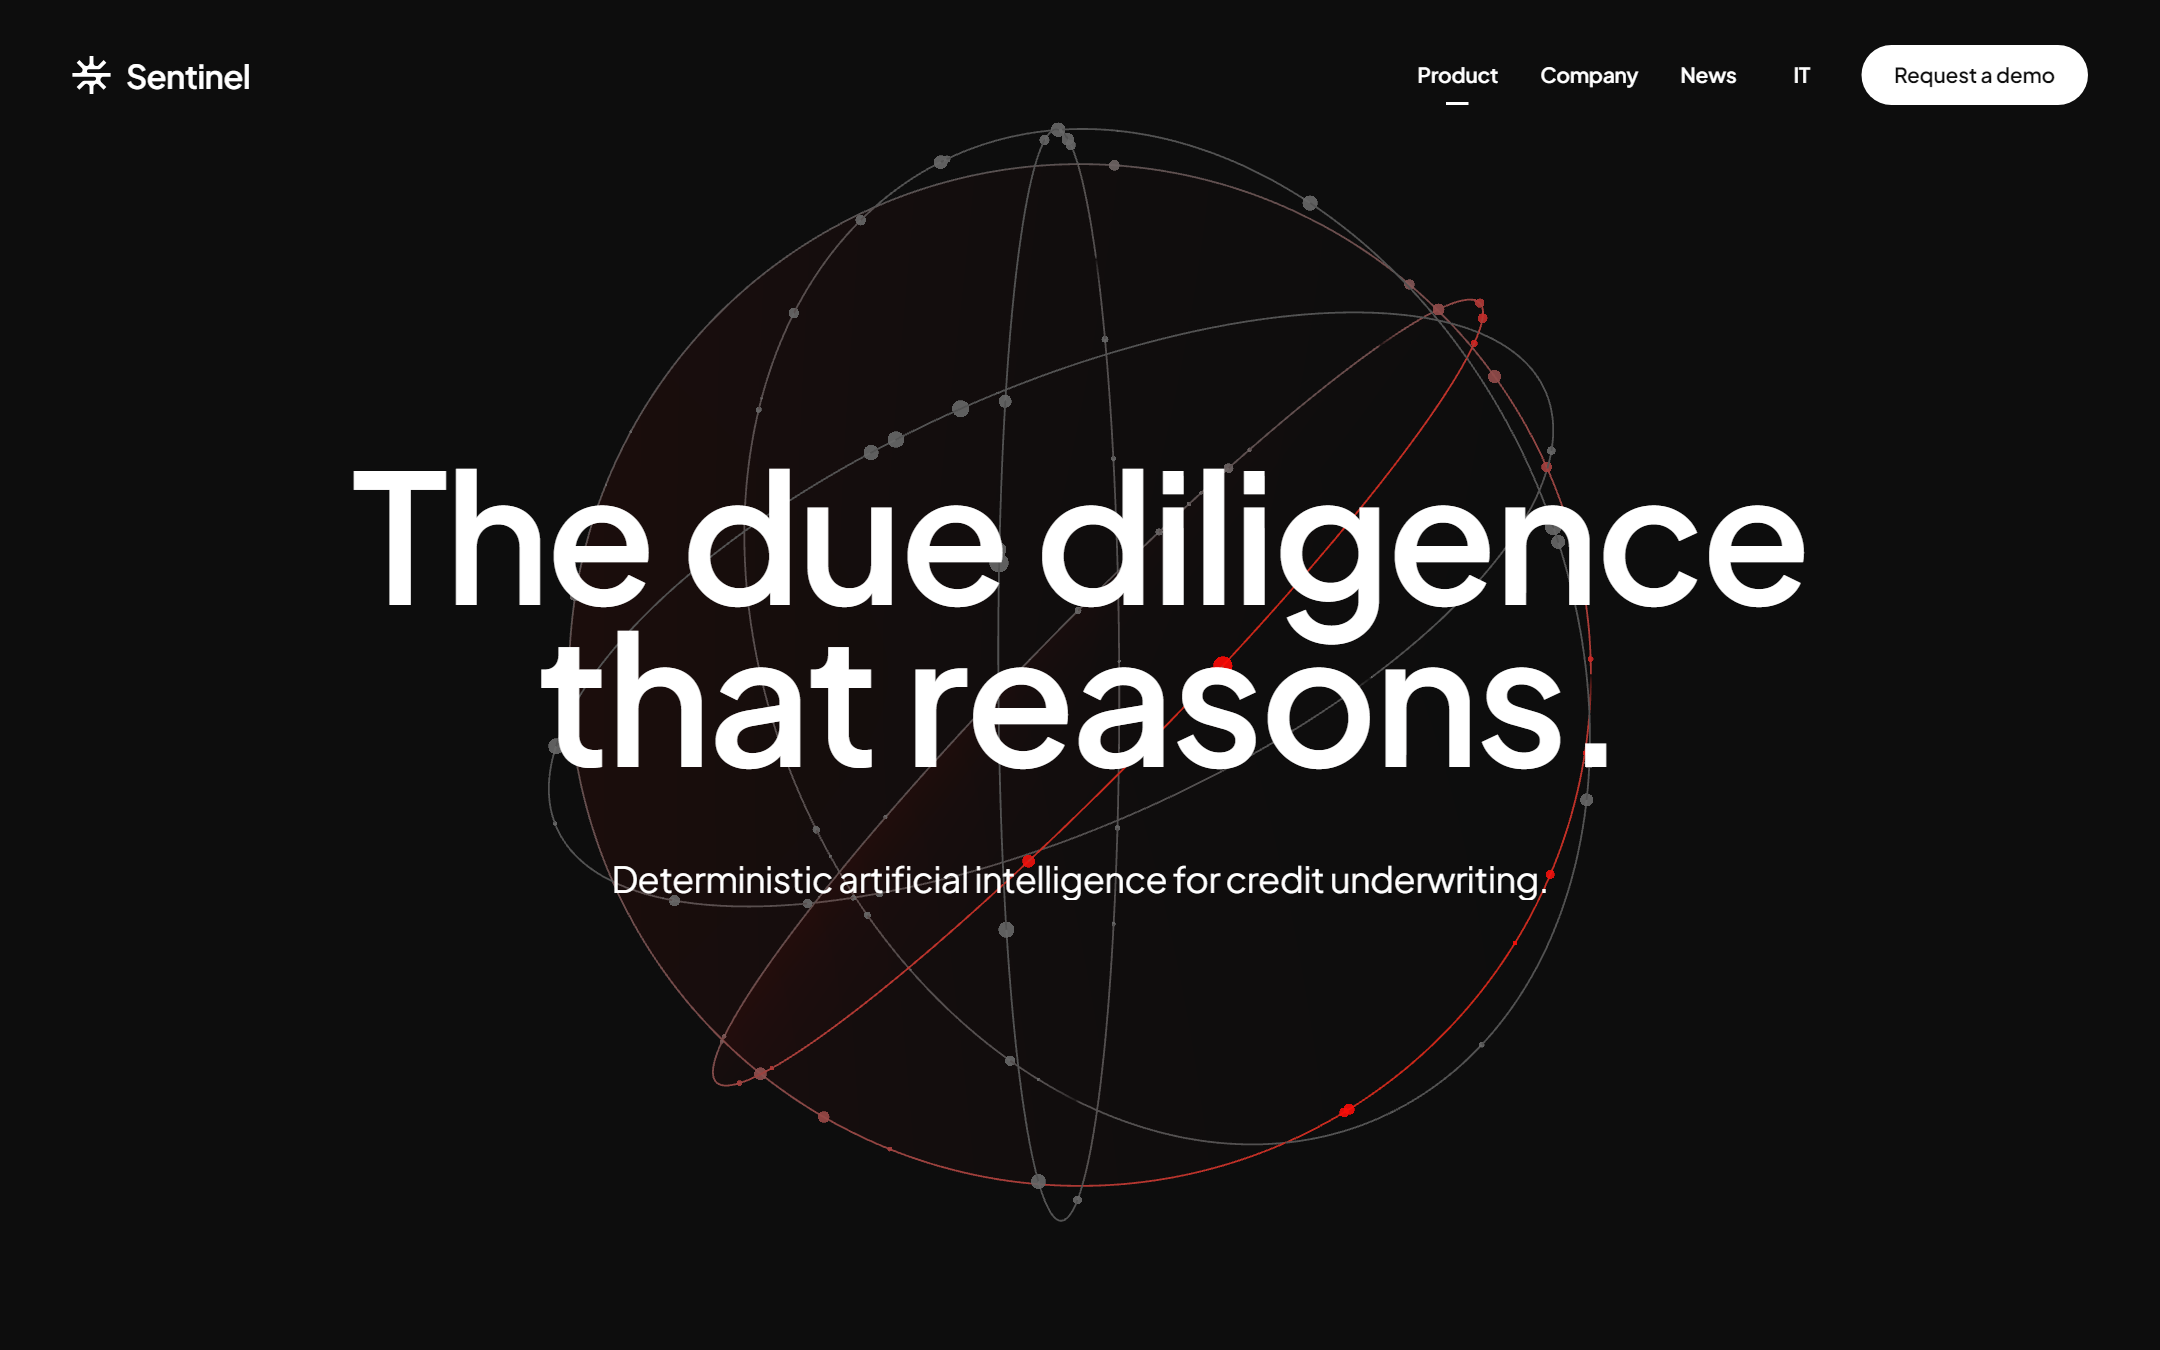 Sentinel
Product
Company
News
IT
Request a demo
The due diligence
that reasons.
Deterministic artificial intelligence for credit underwriting.